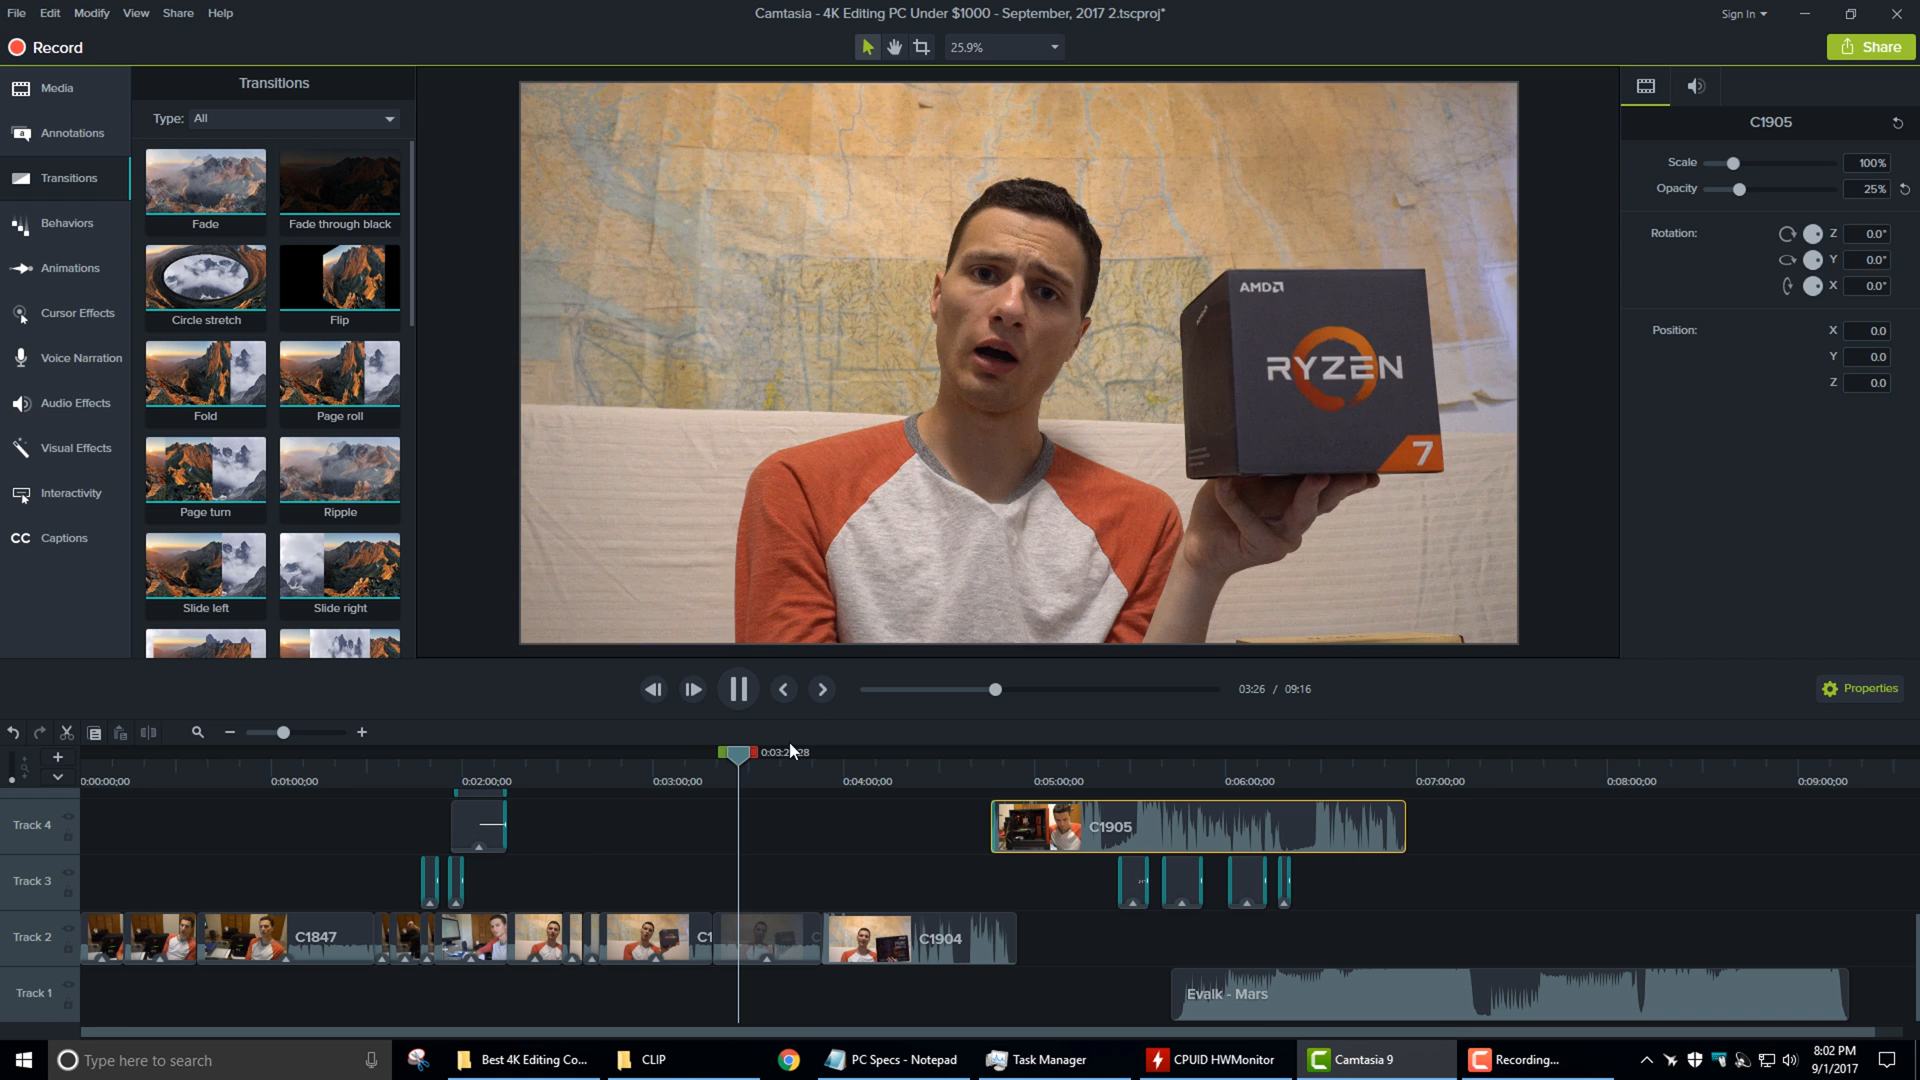 File Edit Modify View Share Help
Camtasia - 4K Editing PC Under $1000 - September, 2017 2.tscproj*
Sign In
Record
25.9%
Share
Media
Annotations
Transitions
Behaviors
Animations
Cursor Effects
Voice Narration
Audio Effects
Visual Effects
Interactivity
CC Captions
Transitions
Type: All
Fade
Fade through black
Circle stretch
Flip
Fold
Page roll
Page turn
Ripple
Slide left
Slide right
AMD
RYZEN
7
C1905
Scale 100%
Opacity 25%
Rotation: Z 0.0°
Y 0.0°
X 0.0°
Position: X 0.0
Y 0.0
Z 0.0
03:26 / 09:16
Properties
0:00:00;00 0:01:00;00 0:02:00;00 0:03:00;00 0:04:00;00 0:05:00;00 0:06:00;00 0:07:00;00 0:08:00;00 0:09:00;00
Track 4
C1905
Track 3
Track 2
C1847
C1
C
C1904
Track 1
Evalk - Mars
Type here to search
Best 4K Editing Co...
CLIP
PC Specs - Notepad
Task Manager
CPUID HWMonitor
Camtasia 9
Recording...
8:02 PM
9/1/2017